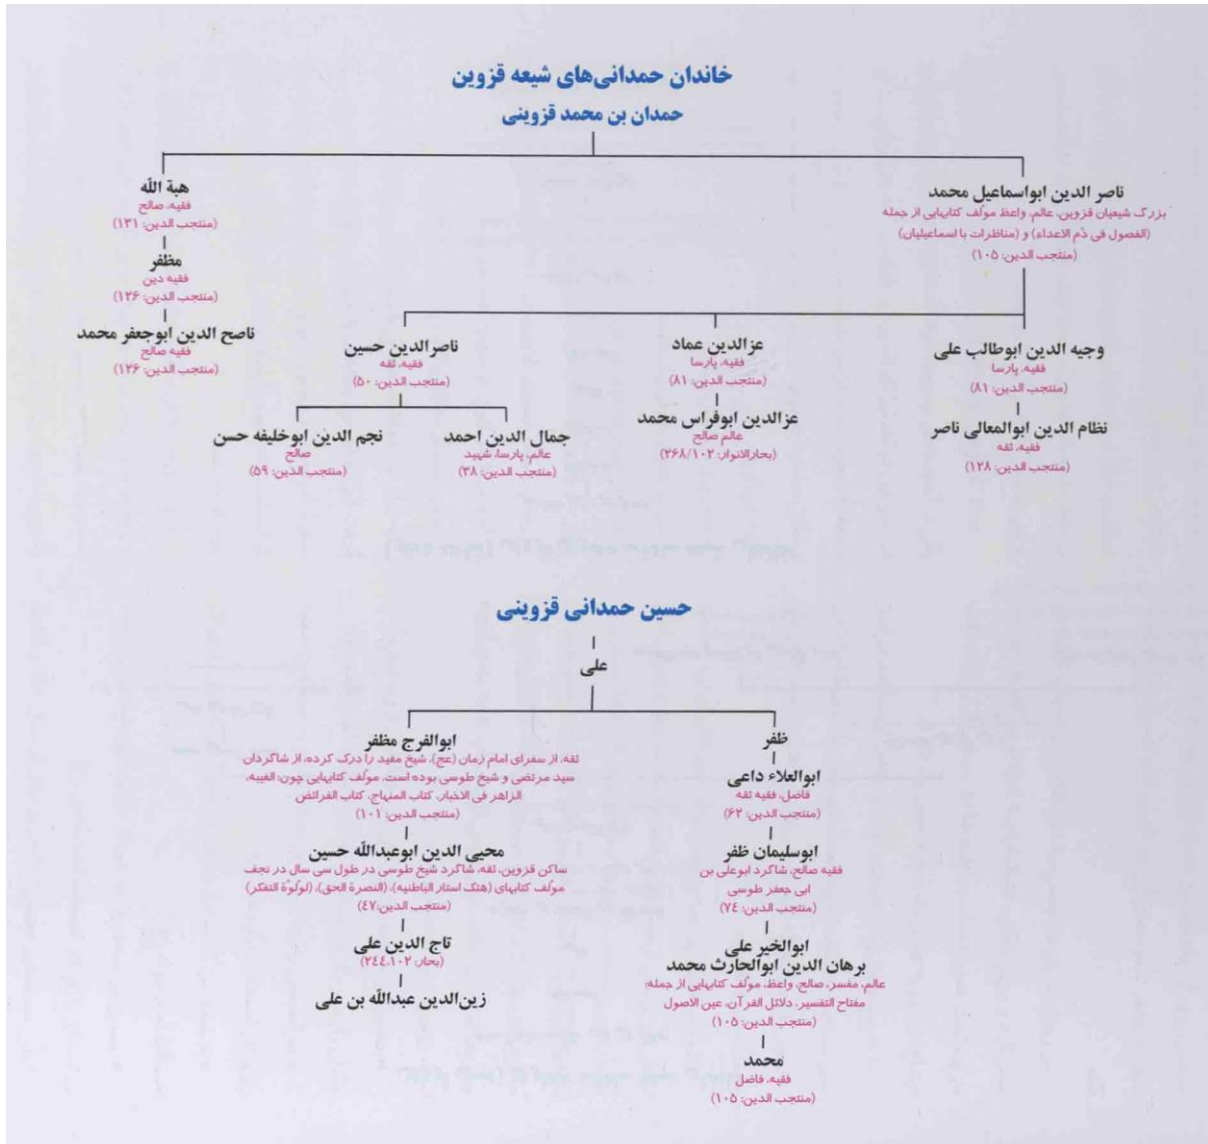 خاندان حمدانی‌های شیعه قزوین
حمدان بن محمد قزوینی
ناصر الدین ابواسماعیل محمد
بزرگ شیعیان قزوین، عالم، واعظ مولّف کتابهایی از جمله
(الفصول فی ذم الاعداء) و (مناظرات با اسماعیلیان)
(منتجب الدین: ۱۰۵)
هبة الله
فقیه، صالح
(منتجب الدین: ۱۳۱)
مظفر
فقیه دین
(منتجب الدین: ۱۲۶)
ناصح الدین ابوجعفر محمد
فقیه صالح
(منتجب الدین: ۱۲۶)
وجیه الدین ابوطالب علی
فقیه، پارسا
(منتجب الدین: ۸۱)
نظام الدین ابوالمعالی ناصر
فقیه، ثقه
(منتجب الدین: ۱۲۸)
عزالدین عماد
فقیه، پارسا
(منتجب الدین: ۸۱)
عزالدین ابوفراس محمد
عالم صالح
(بحارالانوار: ۲۶۸/۱۰۲)
ناصرالدین حسین
فقیه، ثقه
(منتجب الدین: ۵۰)
جمال الدین احمد
عالم، پارسا، شهید
(منتجب الدین: ۳۸)
نجم الدین ابوخلیفه حسن
صالح
(منتجب الدین: ۵۹)
حسین حمدانی قزوینی
علی
ظفر
ابوالعلاء داعی
فاضل، فقیه ثقه
(منتجب الدین: ۶۲)
ابوسلیمان ظفر
فقیه صالح، شاگرد ابوعلی بن
ابی جعفر طوسی
(منتجب الدین: ۷٤)
ابوالخیر علی
برهان الدین ابوالحارث محمد
عالم، مفسر، صالح، واعظ، مولّف کتابهایی از جمله:
مفتاح التفسیر، دلائل القرآن، عین الاصول
(منتجب الدین: ۱۰۵)
محمد
فقیه، فاضل
(منتجب الدین: ۱۰۵)
ابوالفرج مظفر
ثقه، از سفرای امام زمان (عج)، شیخ مفید را درک کرده، از شاگردان
سید مرتضی و شیخ طوسی بوده است. مولّف کتابهایی چون: الغیبه،
الزاهر فی الاخبار، کتاب المنهاج، کتاب الفرائض
(منتجب الدین: ۱۰۱)
محیی الدین ابوعبدالله حسین
ساکن قزوین، ثقه، شاگرد شیخ طوسی در طول سی سال در نجف
مولّف کتابهای (هتک استار الباطنیه)، (النصرة الحق)، (لولوّة التفکر)
(منتجب الدین:٤۷)
تاج الدین علی
(بحار: ۲٤٤،۱۰۲)
زین‌الدین عبدالله بن علی